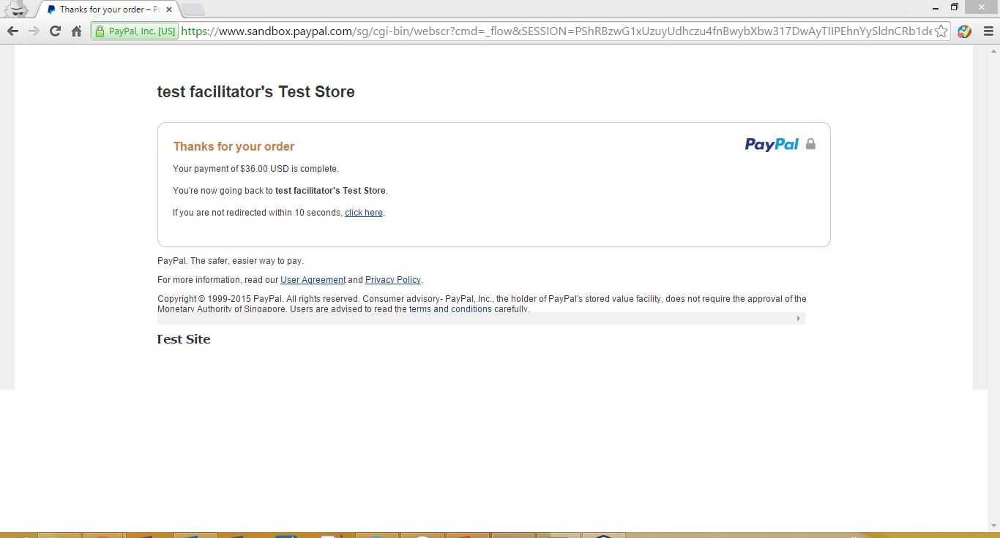 Thanks for your order – Pa
PayPal, Inc. [US]
https://www.sandbox.paypal.com/sg/cgi-bin/webscr?cmd=_flow&SESSION=PShRBzwG1xUzuyUdhczu4fnBwybXbw317DwAyTIIPEhnYySldnCRb1de
test facilitator's Test Store
Thanks for your order
PayPal
Your payment of $36.00 USD is complete.
You're now going back to test facilitator's Test Store.
If you are not redirected within 10 seconds, click here.
PayPal. The safer, easier way to pay.
For more information, read our User Agreement and Privacy Policy.
Copyright © 1999-2015 PayPal. All rights reserved. Consumer advisory- PayPal, Inc., the holder of PayPal's stored value facility, does not require the approval of the
Monetary Authority of Singapore. Users are advised to read the terms and conditions carefully.
Test Site